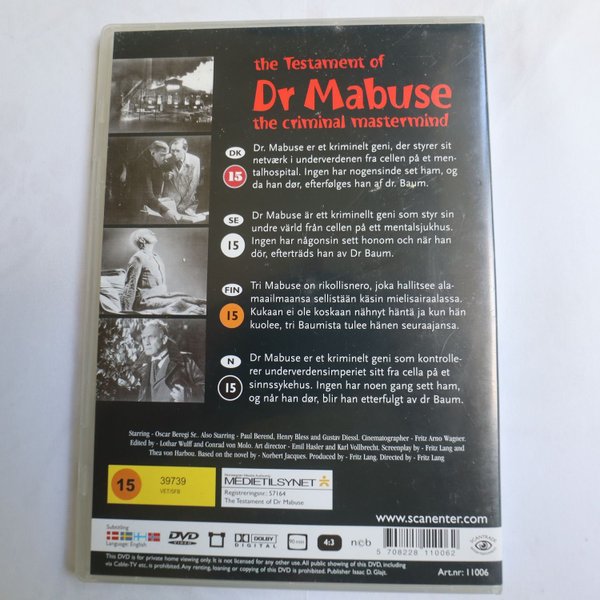 the Testament of
Dr Mabuse
the criminal mastermind
DK
15
Dr. Mabuse er et kriminelt geni, der styrer sit
netværk i underverdenen fra cellen på et men-
talhospital. Ingen har nogensinde set ham, og
da han dør, efterfølges han af dr. Baum.
SE
15
Dr Mabuse är ett kriminellt geni som styr sin
undre värld från cellen på ett mentalsjukhus.
Ingen har någonsin sett honom och när han
dör, efterträds han av Dr Baum.
FIN
15
Tri Mabuse on rikollisnero, joka hallitsee ala-
maailmaansa sellistään käsin mielisairaalassa.
Kukaan ei ole koskaan nähnyt häntä ja kun hän
kuolee, tri Baumista tulee hänen seuraajansa.
N
15
Dr Mabuse er et kriminelt geni som kontrolle-
rer underverdensimperiet sitt fra cella på et
sinnssykehus. Ingen har noen gang sett ham,
og når han dør, blir han etterfulgt av dr Baum.
Starring - Oscar Beregi Sr. Also Starring - Paul Berend, Henry Bless and Gustav Diessl. Cinematographer - Fritz Arno Wagner.
Edited by - Lothar Wolff and Conrad von Molo. Art director - Emil Hasler and Karl Vollbrecht. Screenplay by - Fritz Lang and
Thea von Harbou. Based on the novel by - Norbert Jacques. Produced by - Fritz Lang. Directed by - Fritz Lang
15
39739
VET/SFB
MEDIETILSYNET
Registreringsnr.: 57164
The Testament of Dr. Mabuse
www.scanenter.com
Subtitling
Language: English
DVD
VIDEO
DOLBY
DIGITAL
90 min
4:3
ncb
5 708228 110062
SCANTRADE
This DVD is for private home viewing only. It is not licensed for any other use. All public showing of this DVD, including
via Cable-TV etc. is prohibited. Any renting, loaning or copying of this DVD is prohibited. Publisher Isaac D. Glajt.
Art.nr: 11006